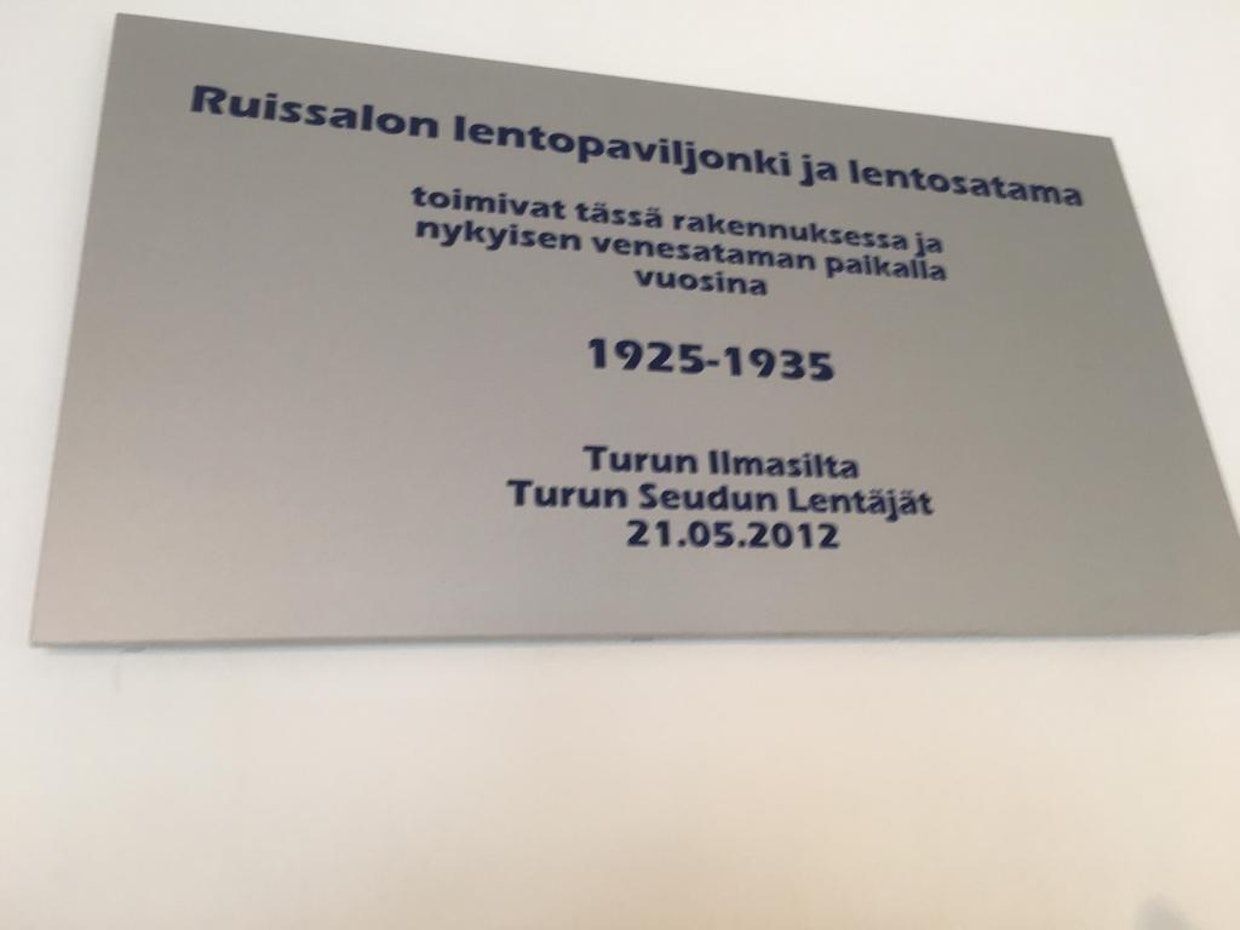 Ruissalon lentopaviljonki ja lentosatama
toimivat tässä rakennuksessa ja
nykyisen venesataman paikalla
vuosina
1925-1935
Turun Ilmasilta
Turun Seudun Lentäjät
21.05.2012